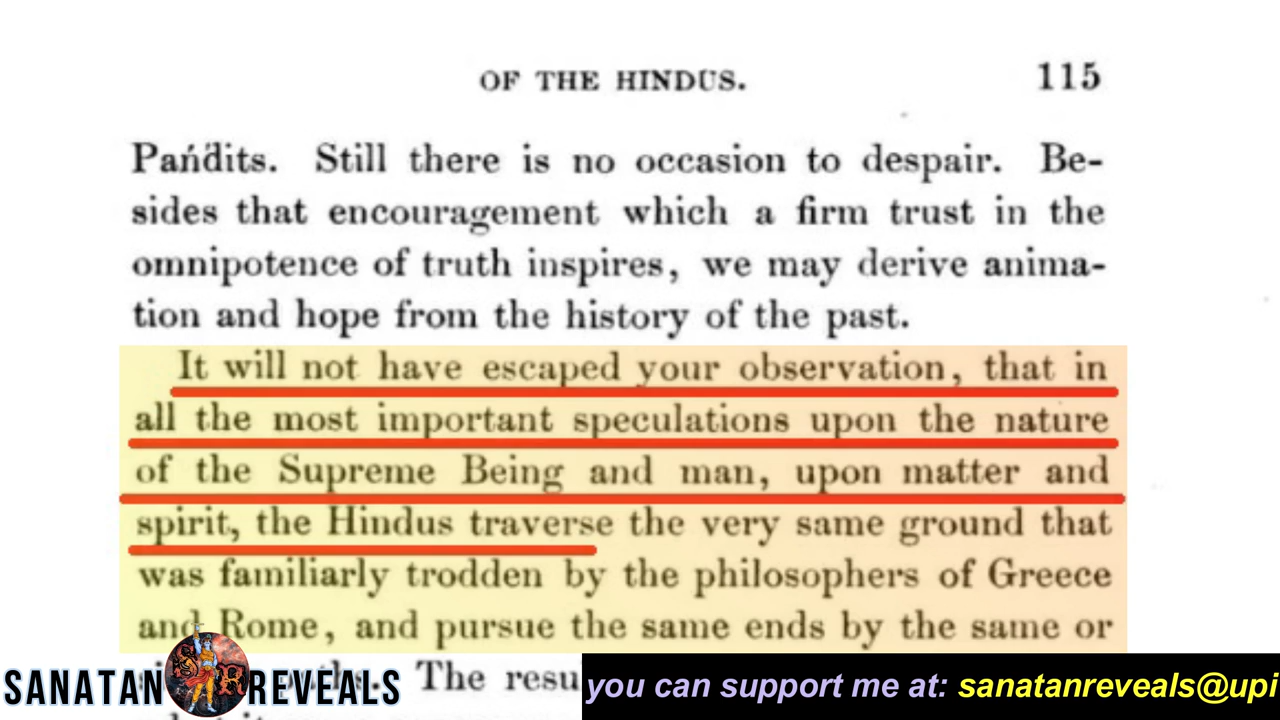 OF THE HINDUS. 115
Pańd̈its. Still there is no occasion to despair. Be-
sides that encouragement which a firm trust in the
omnipotence of truth inspires, we may derive anima-
tion and hope from the history of the past.
It will not have escaped your observation, that in
all the most important speculations upon the nature
of the Supreme Being and man, upon matter and
spirit, the Hindus traverse the very same ground that
was familiarly trodden by the philosophers of Greece
and Rome, and pursue the same ends by the same or
The
SANATAN REVEALS
you can support me at: sanatanreveals@upi